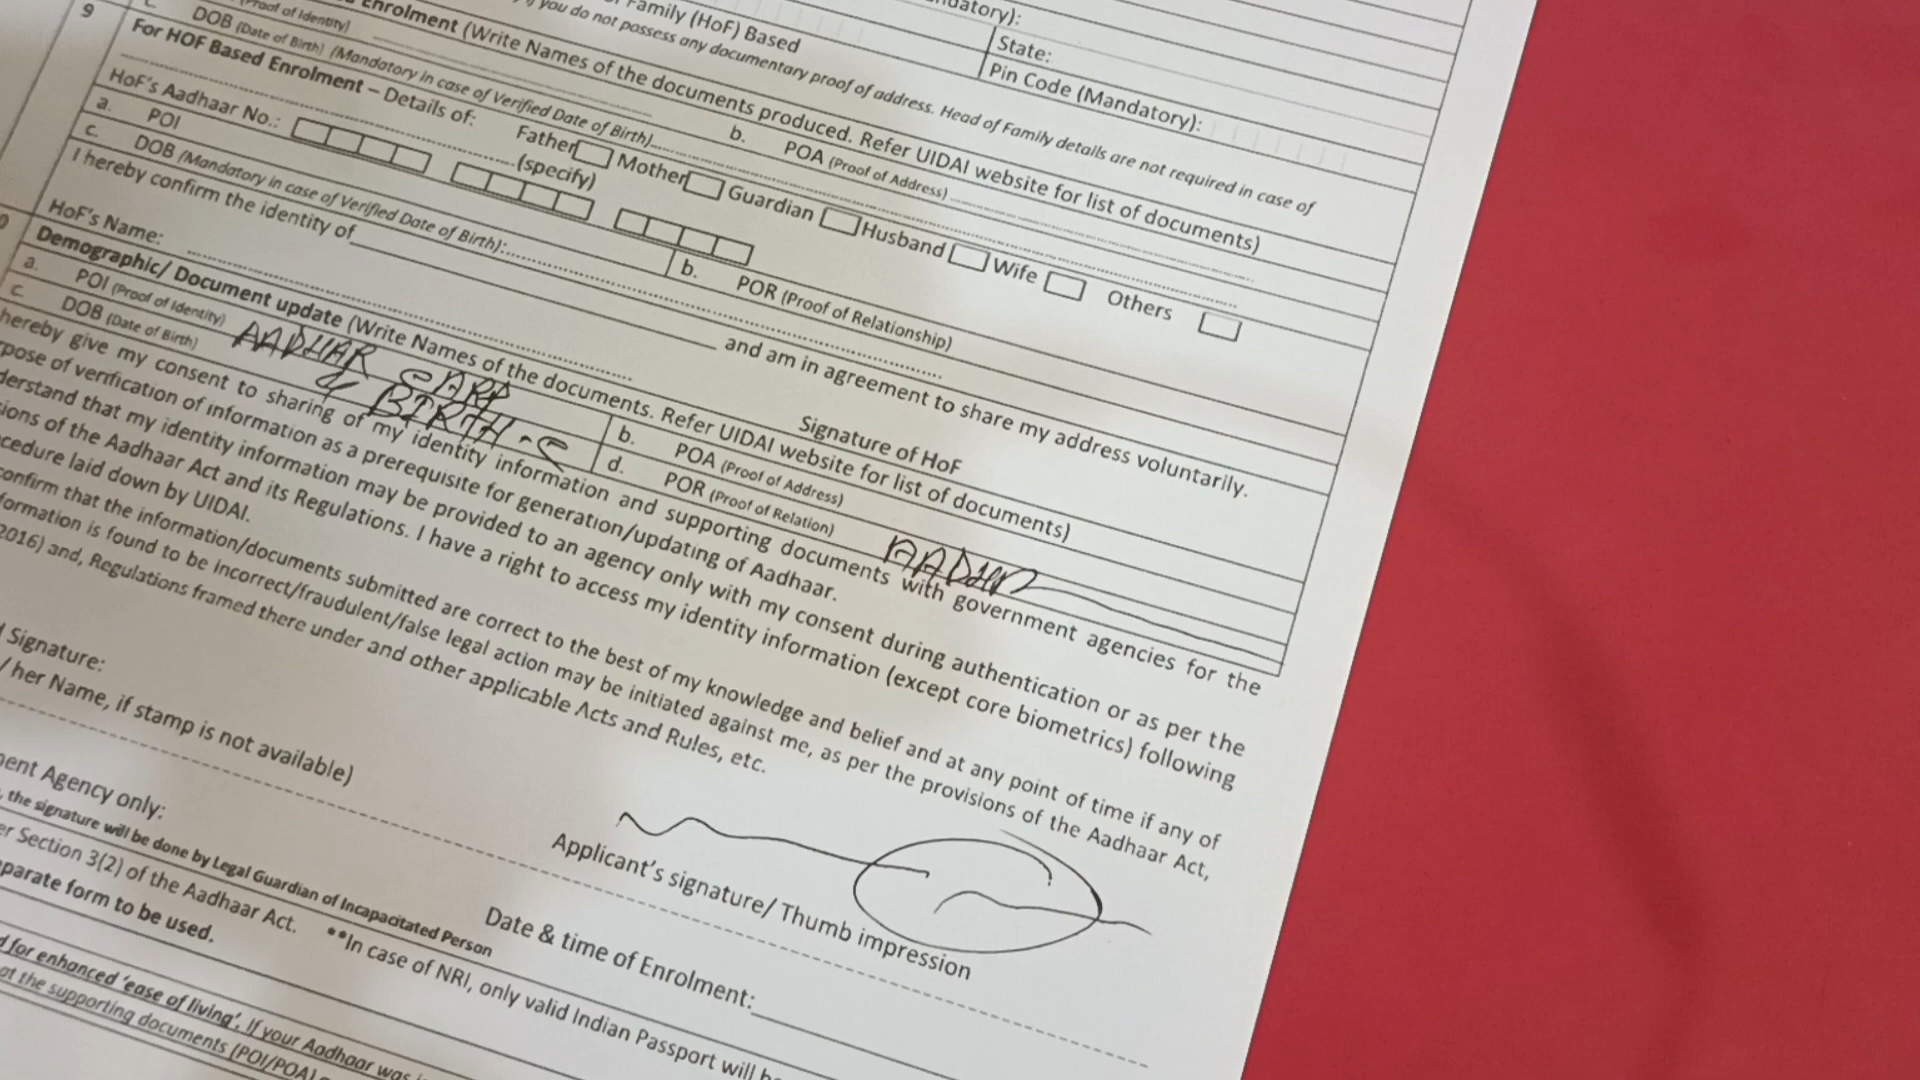 Family (HoF) Based
State:
Pin Code (Mandatory):
if you do not possess any documentary proof of address. Head of Family details are not required in case of
Enrolment (Write Names of the documents produced. Refer UIDAI website for list of documents)
(Proof of Identity)
b. POA (Proof of Address)
9
c. DOB (Date of Birth) (Mandatory in case of Verified Date of Birth)
For HOF Based Enrolment – Details of: Father Mother Guardian Husband Wife Others
(specify)
HoF's Aadhaar No.:
a. POI
b. POR (Proof of Relationship)
c. DOB (Mandatory in case of Verified Date of Birth):
I hereby confirm the identity of and am in agreement to share my address voluntarily.
HoF's Name:
Signature of HoF
Demographic/ Document update (Write Names of the documents. Refer UIDAI website for list of documents)
a. POI (Proof of Identity) AADHAR CARD
b. POA (Proof of Address) AADHAR
c. DOB (Date of Birth) BIRTH - C
d. POR (Proof of Relation)
hereby give my consent to sharing of my identity information and supporting documents with government agencies for the
pose of verification of information as a prerequisite for generation/updating of Aadhaar.
derstand that my identity information may be provided to an agency only with my consent during authentication or as per the
ions of the Aadhaar Act and its Regulations. I have a right to access my identity information (except core biometrics) following
cedure laid down by UIDAI.
confirm that the information/documents submitted are correct to the best of my knowledge and belief and at any point of time if any of
formation is found to be incorrect/fraudulent/false legal action may be initiated against me, as per the provisions of the Aadhaar Act,
2016) and, Regulations framed there under and other applicable Acts and Rules, etc.
Signature:
/ her Name, if stamp is not available)
Applicant's signature/ Thumb impression
ent Agency only:
Date & time of Enrolment:
, the signature will be done by Legal Guardian of Incapacitated Person
er Section 3(2) of the Aadhaar Act. **In case of NRI, only valid Indian Passport will
parate form to be used.
d for enhanced 'ease of living'. If your Aadhaar was
at the supporting documents (POI/POA)